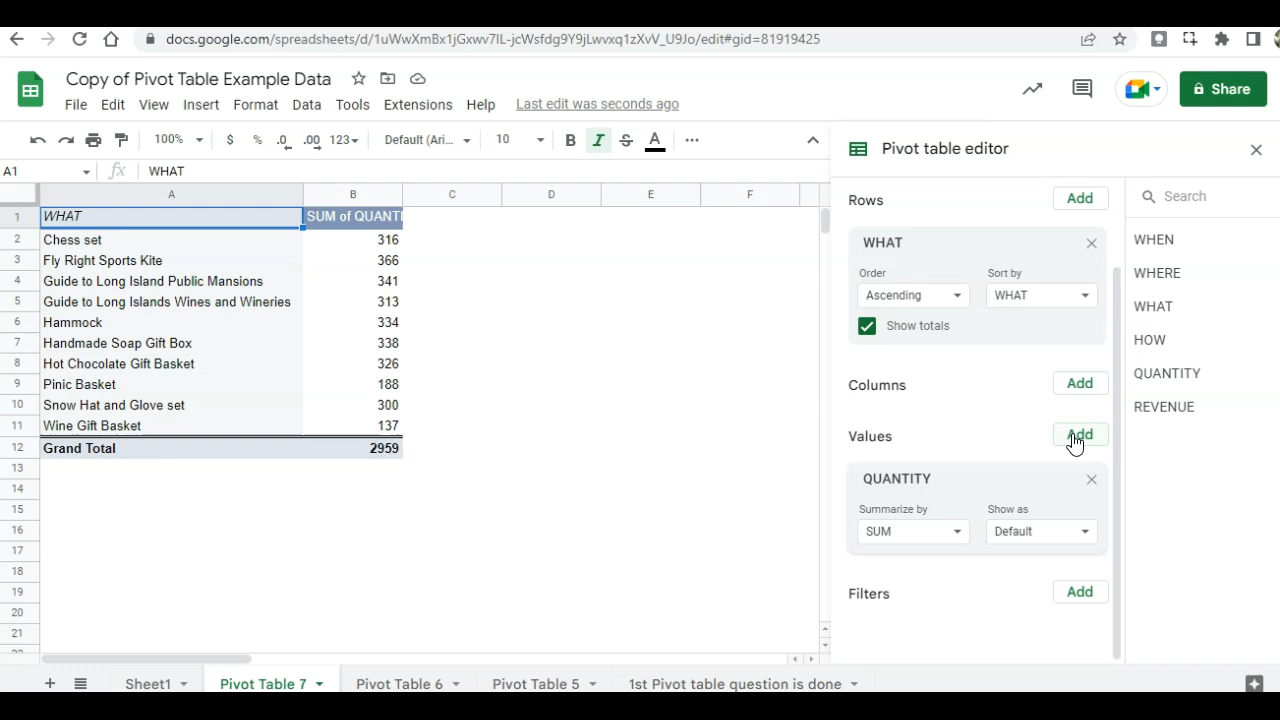 docs.google.com/spreadsheets/d/1uWwXmBx1jGxwv7IL-jcWsfdg9Y9jLwvxq1zXvV_U9Jo/edit#gid=81919425
Copy of Pivot Table Example Data
File Edit View Insert Format Data Tools Extensions Help Last edit was seconds ago
Share
100% $ % .0 .00 123 Default (Ari... 10 B I S A
A1 fx WHAT
Pivot table editor
A B C D E F
1 WHAT SUM of QUANTI
2 Chess set 316
3 Fly Right Sports Kite 366
4 Guide to Long Island Public Mansions 341
5 Guide to Long Islands Wines and Wineries 313
6 Hammock 334
7 Handmade Soap Gift Box 338
8 Hot Chocolate Gift Basket 326
9 Pinic Basket 188
10 Snow Hat and Glove set 300
11 Wine Gift Basket 137
12 Grand Total 2959
13
14
15
16
17
18
19
20
21
22
Rows Add
WHAT
Order Sort by
Ascending WHAT
Show totals
Columns Add
Values Add
QUANTITY
Summarize by Show as
SUM Default
Filters Add
Search
WHEN
WHERE
WHAT
HOW
QUANTITY
REVENUE
Sheet1 Pivot Table 7 Pivot Table 6 Pivot Table 5 1st Pivot table question is done